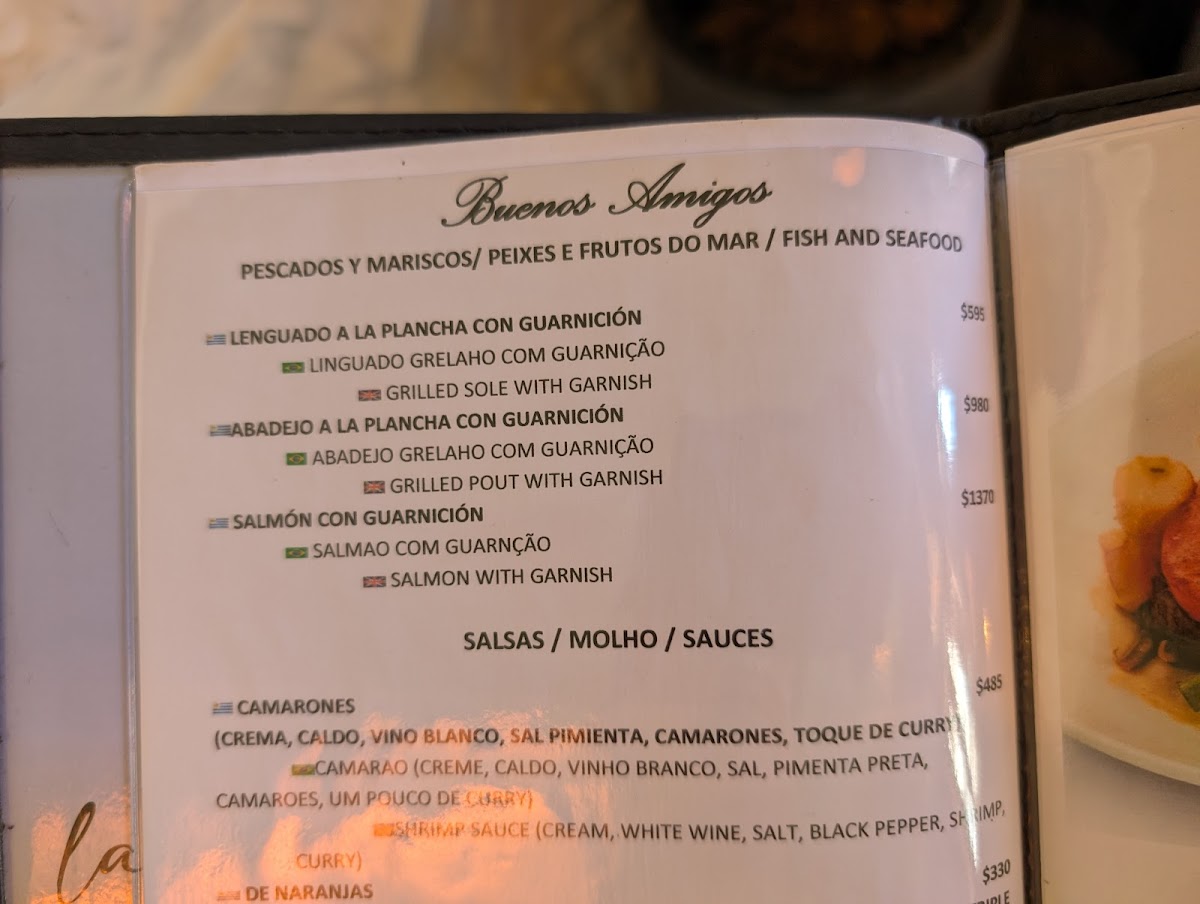 Buenos Amigos
PESCADOS Y MARISCOS/ PEIXES E FRUTOS DO MAR / FISH AND SEAFOOD
LENGUADO A LA PLANCHA CON GUARNICIÓN $595
LINGUADO GRELAHO COM GUARNIÇÃO
GRILLED SOLE WITH GARNISH
ABADEJO A LA PLANCHA CON GUARNICIÓN $980
ABADEJO GRELAHO COM GUARNIÇÃO
GRILLED POUT WITH GARNISH
SALMÓN CON GUARNICIÓN $1370
SALMAO COM GUARNÇÃO
SALMON WITH GARNISH
SALSAS / MOLHO / SAUCES
CAMARONES $485
(CREMA, CALDO, VINO BLANCO, SAL PIMIENTA, CAMARONES, TOQUE DE CURRY)
CAMARAO (CREME, CALDO, VINHO BRANCO, SAL, PIMENTA PRETA,
CAMAROES, UM POUCO DE CURRY)
SHRIMP SAUCE (CREAM, WHITE WINE, SALT, BLACK PEPPER, SHRIMP,
CURRY)
DE NARANJAS $330
la